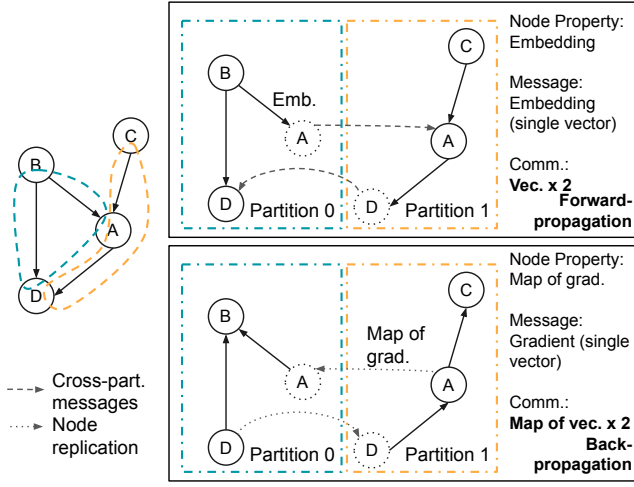 B
C
A
D
Cross-part.
messages
Node
replication
B
Emb.
A
D
Partition 0
C
A
D
Partition 1
Node Property:
Embedding
Message:
Embedding
(single vector)
Comm.:
Vec. x 2
Forward-
propagation
B
A
D
Partition 0
Map of
grad.
C
A
D
Partition 1
Node Property:
Map of grad.
Message:
Gradient (single
vector)
Comm.:
Map of vec. x 2
Back-
propagation